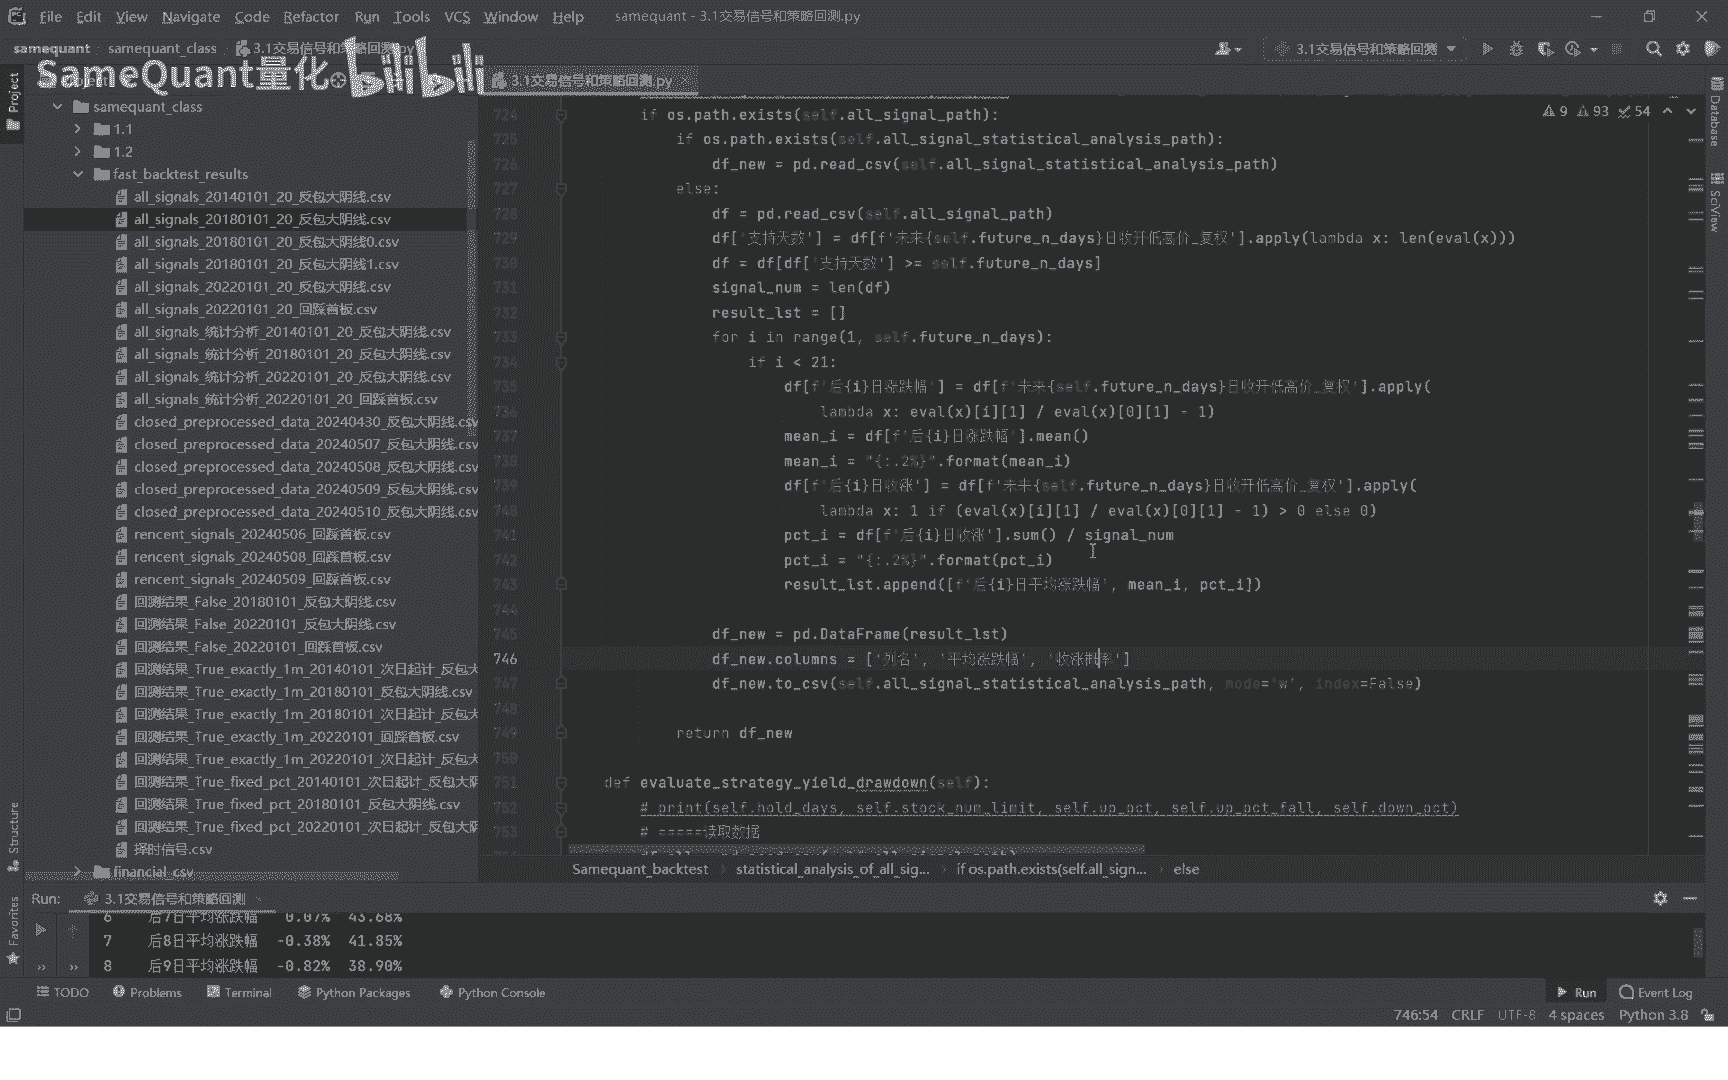 File Edit View Navigate Code Refactor Run Tools VCS Window Help samequant - 3.1交易信号和策略回测.py
samequant samequant_class 3.1交易信号和策略回测.py 3.1交易信号和策略回测
SameQuant量化 bilibili
3.1交易信号和策略回测.py
Project
samequant_class
1.1
1.2
fast_backtest_results
all_signals_20140101_20_反包大阴线.csv
all_signals_20180101_20_反包大阴线.csv
all_signals_20180101_20_反包大阴线0.csv
all_signals_20180101_20_反包大阴线1.csv
all_signals_20220101_20_反包大阴线.csv
all_signals_20220101_20_回踩首板.csv
all_signals_统计分析_20140101_20_反包大阴线.csv
all_signals_统计分析_20180101_20_反包大阴线.csv
all_signals_统计分析_20220101_20_反包大阴线.csv
all_signals_统计分析_20220101_20_回踩首板.csv
closed_preprocessed_data_20240430_反包大阴线.csv
closed_preprocessed_data_20240507_反包大阴线.csv
closed_preprocessed_data_20240508_反包大阴线.csv
closed_preprocessed_data_20240509_反包大阴线.csv
closed_preprocessed_data_20240510_反包大阴线.csv
rencent_signals_20240506_回踩首板.csv
rencent_signals_20240508_回踩首板.csv
rencent_signals_20240509_回踩首板.csv
回测结果_False_20180101_反包大阴线.csv
回测结果_False_20220101_反包大阴线.csv
回测结果_False_20220101_回踩首板.csv
回测结果_True_exactly_1m_20140101_次日起计_反包大
回测结果_True_exactly_1m_20180101_反包大阴线.csv
回测结果_True_exactly_1m_20180101_次日起计_反包大
回测结果_True_exactly_1m_20220101_回踩首板.csv
回测结果_True_exactly_1m_20220101_次日起计_反包大
回测结果_True_fixed_pct_20140101_次日起计_反包大阴
回测结果_True_fixed_pct_20180101_反包大阴线.csv
回测结果_True_fixed_pct_20220101_次日起计_反包大阴
择时信号.csv
financial_csv
9 93 54
724 if os.path.exists(self.all_signal_path):
725 if os.path.exists(self.all_signal_statistical_analysis_path):
726 df_new = pd.read_csv(self.all_signal_statistical_analysis_path)
727 else:
728 df = pd.read_csv(self.all_signal_path)
729 df['支持天数'] = df[f'未来{self.future_n_days}日收开低高价_复权'].apply(lambda x: len(eval(x)))
730 df = df[df['支持天数'] >= self.future_n_days]
731 signal_num = len(df)
732 result_lst = []
733 for i in range(1, self.future_n_days):
734 if i < 21:
735 df[f'后{i}日涨跌幅'] = df[f'未来{self.future_n_days}日收开低高价_复权'].apply(
736 lambda x: eval(x)[i][1] / eval(x)[0][1] - 1)
737 mean_i = df[f'后{i}日涨跌幅'].mean()
738 mean_i = "{:.2%}".format(mean_i)
739 df[f'后{i}日收涨'] = df[f'未来{self.future_n_days}日收开低高价_复权'].apply(
740 lambda x: 1 if (eval(x)[i][1] / eval(x)[0][1] - 1) > 0 else 0)
741 pct_i = df[f'后{i}日收涨'].sum() / signal_num
742 pct_i = "{:.2%}".format(pct_i)
743 result_lst.append([f'后{i}日平均涨跌幅', mean_i, pct_i])
744
745 df_new = pd.DataFrame(result_lst)
746 df_new.columns = ['列名', '平均涨跌幅', '收涨概率']
747 df_new.to_csv(self.all_signal_statistical_analysis_path, mode='w', index=False)
748
749 return df_new
750
751 def evaluate_strategy_yield_drawdown(self):
752 # print(self.hold_days, self.stock_num_limit, self.up_pct, self.up_pct_fall, self.down_pct)
753 # =====读取数据
Samequant_backtest statistical_analysis_of_all_sig... if os.path.exists(self.all_sign... else
Database
SciView
Structure
Favorites
Run: 3.1交易信号和策略回测
6 后7日平均涨跌幅 0.07% 43.68%
7 后8日平均涨跌幅 -0.38% 41.85%
8 后9日平均涨跌幅 -0.82% 38.90%
TODO Problems Terminal Python Packages Python Console Run Event Log
746:54 CRLF UTF-8 4 spaces Python 3.8